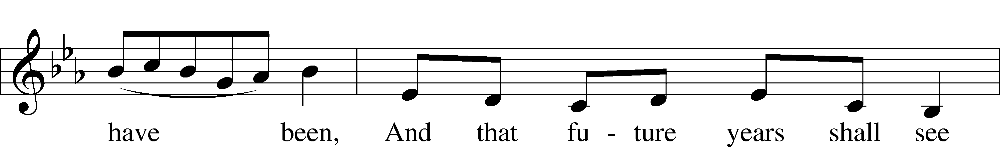 have been, And that fu - ture years shall see